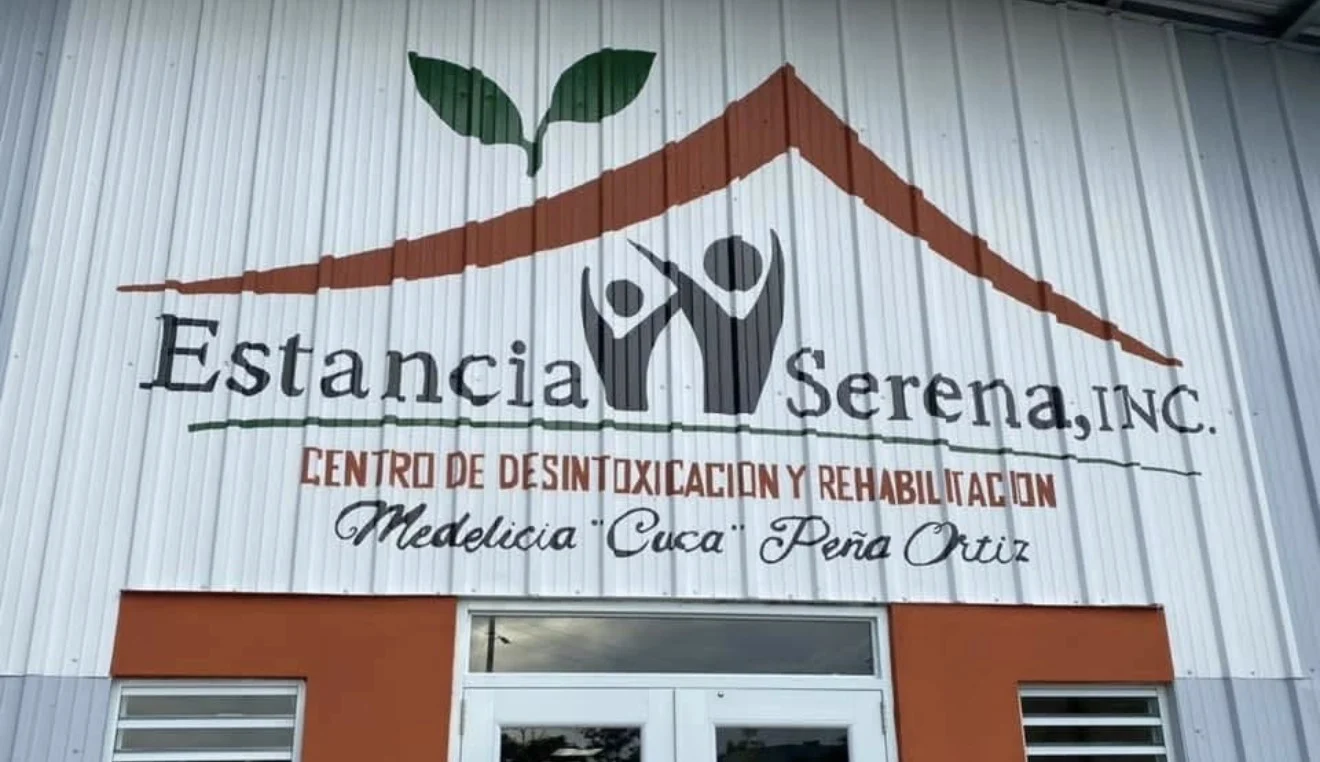 Estancia Serena, INC.
CENTRO DE DESINTOXICACION Y REHABILITACION
Medelicia "Cuca" Peña Ortiz